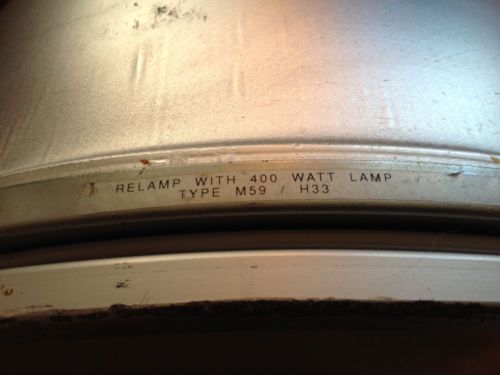 RELAMP WITH 400 WATT LAMP
TYPE M59 / H33